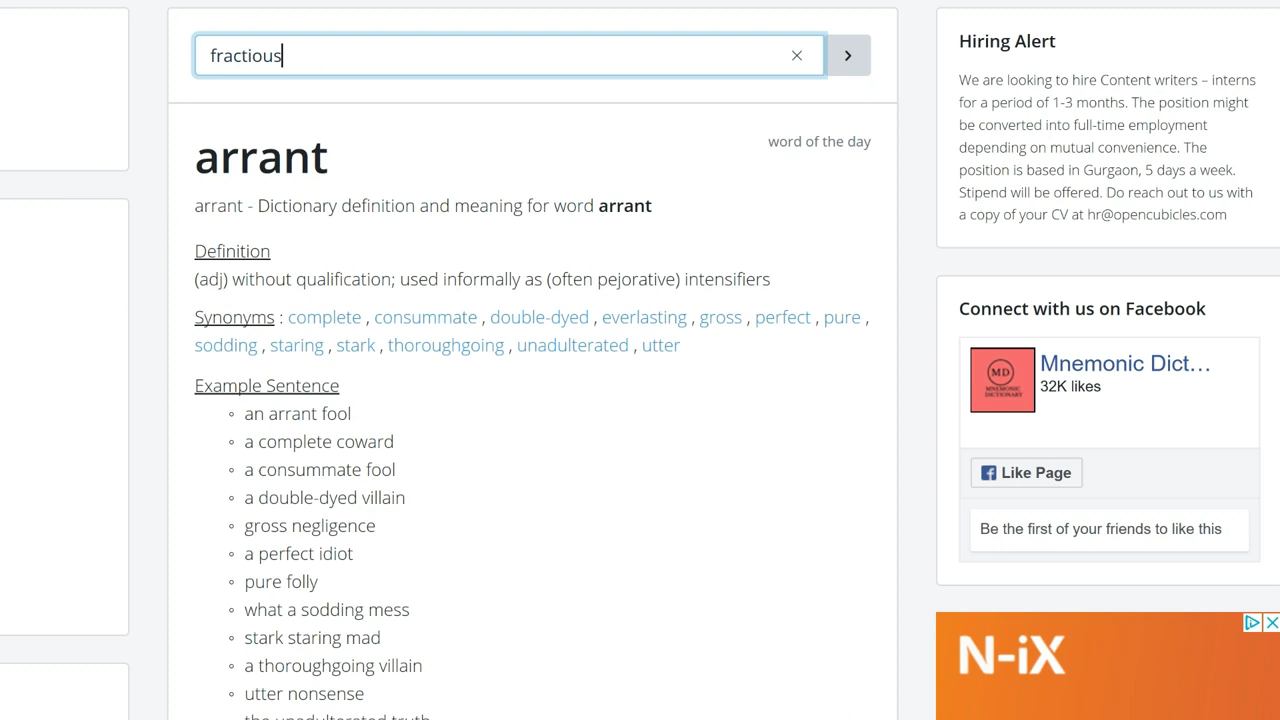 fractious
arrant
word of the day
arrant - Dictionary definition and meaning for word arrant
Definition
(adj) without qualification; used informally as (often pejorative) intensifiers
Synonyms : complete , consummate , double-dyed , everlasting , gross , perfect , pure ,
sodding , staring , stark , thoroughgoing , unadulterated , utter
Example Sentence
an arrant fool
a complete coward
a consummate fool
a double-dyed villain
gross negligence
a perfect idiot
pure folly
what a sodding mess
stark staring mad
a thoroughgoing villain
utter nonsense
the unadulterated truth
Hiring Alert
We are looking to hire Content writers – interns
for a period of 1-3 months. The position might
be converted into full-time employment
depending on mutual convenience. The
position is based in Gurgaon, 5 days a week.
Stipend will be offered. Do reach out to us with
a copy of your CV at hr@opencubicles.com
Connect with us on Facebook
MD
MNEMONIC
DICTIONARY
Mnemonic Dict...
32K likes
Like Page
Be the first of your friends to like this
N-iX